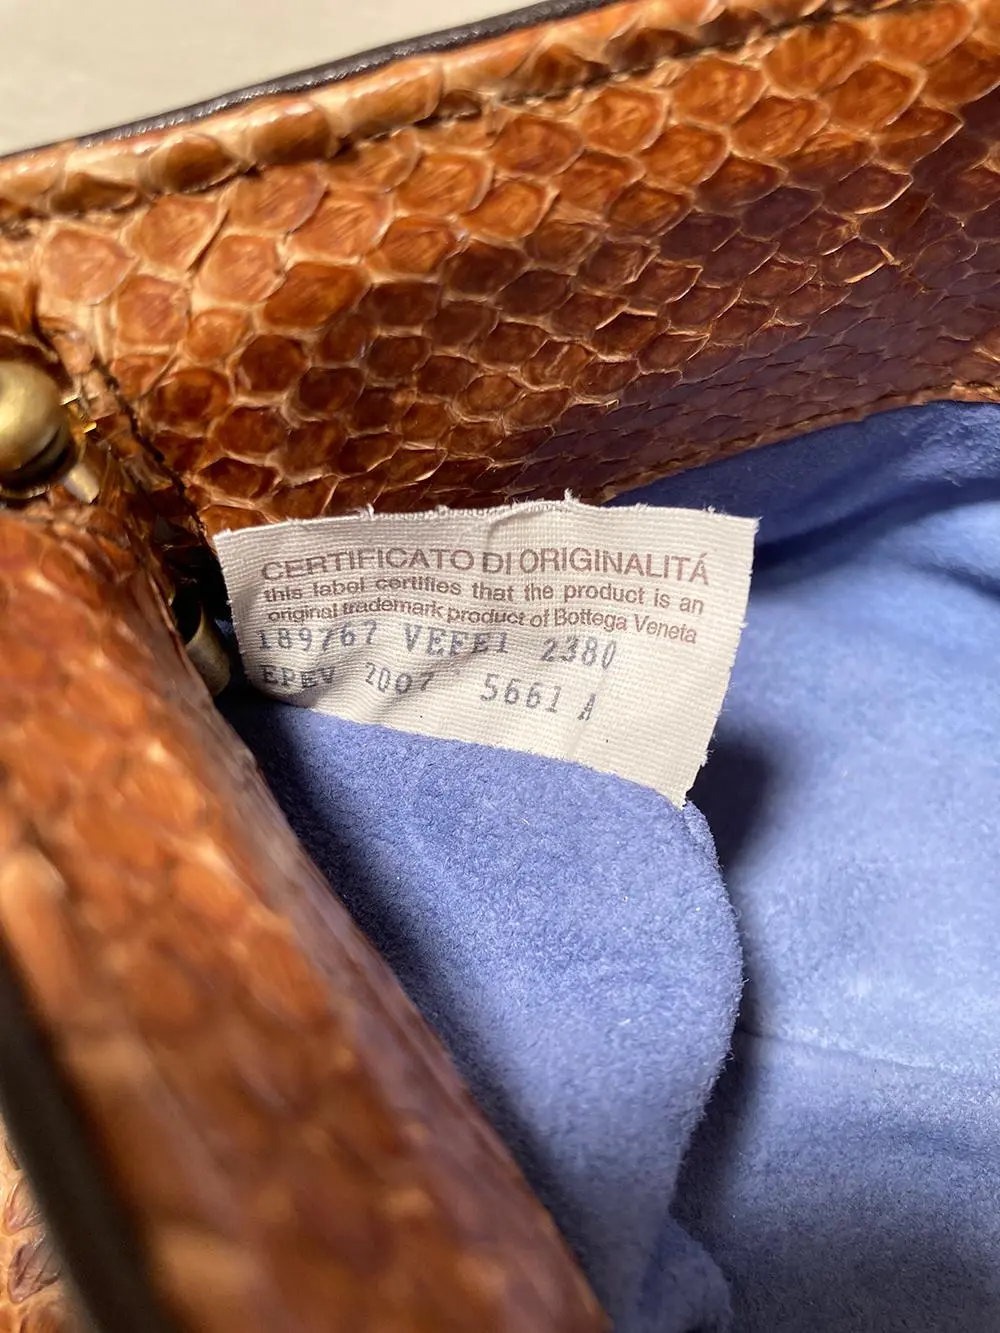 CERTIFICATO DI ORIGINALITÁ
this label certifies that the product is an
original trademark product of Bottega Veneta
189767 VEFE1 2380
EPEV 2007 5661 A